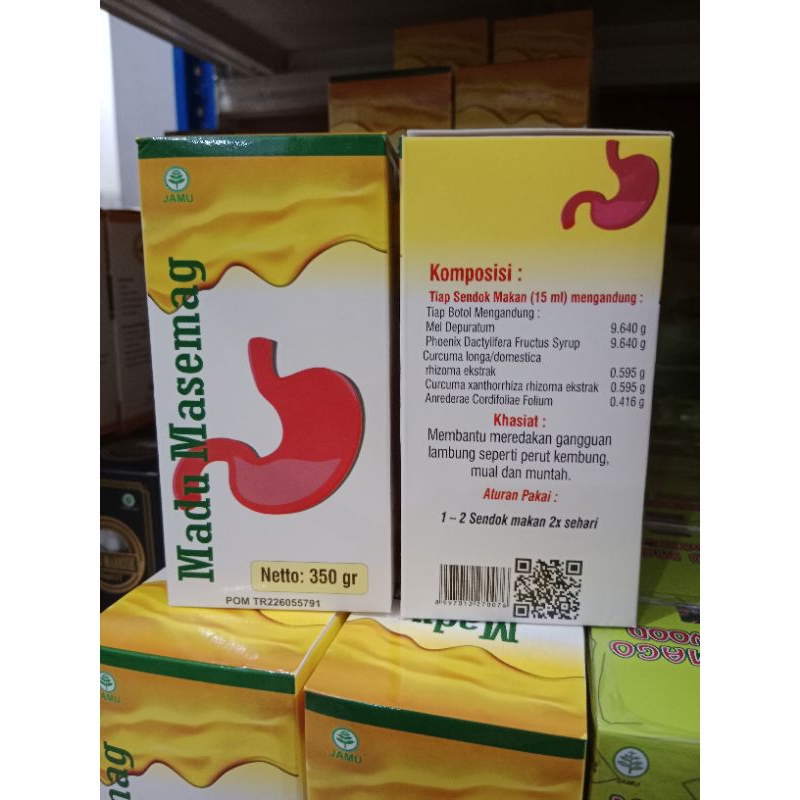 JAMU
Madu Masemag
Netto: 350 gr
POM TR226055791
Komposisi :
Tiap Sendok Makan (15 ml) mengandung :
Tiap Botol Mengandung :
Mel Depuratum 9.640 g
Phoenix Dactylifera Fructus Syrup 9.640 g
Curcuma longa/domestica
rhizoma ekstrak 0.595 g
Curcuma xanthorrhiza rhizoma ekstrak 0.595 g
Anrederae Cordifoliae Folium 0.416 g
Khasiat :
Membantu meredakan gangguan
lambung seperti perut kembung,
mual dan muntah.
Aturan Pakai :
1 – 2 Sendok makan 2x sehari
JAMU
mag
JAMU
Madu